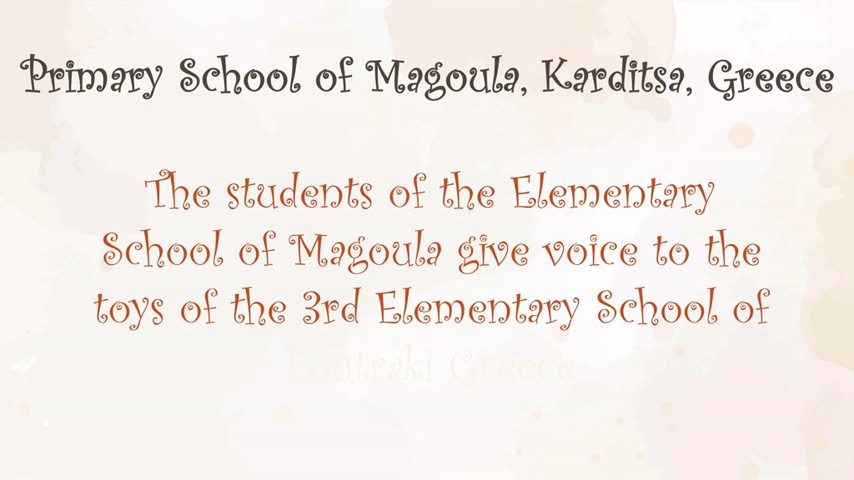 Primary School of Magoula, Karditsa, Greece
The students of the Elementary
School of Magoula give voice to the
toys of the 3rd Elementary School of
Loutraki Greece